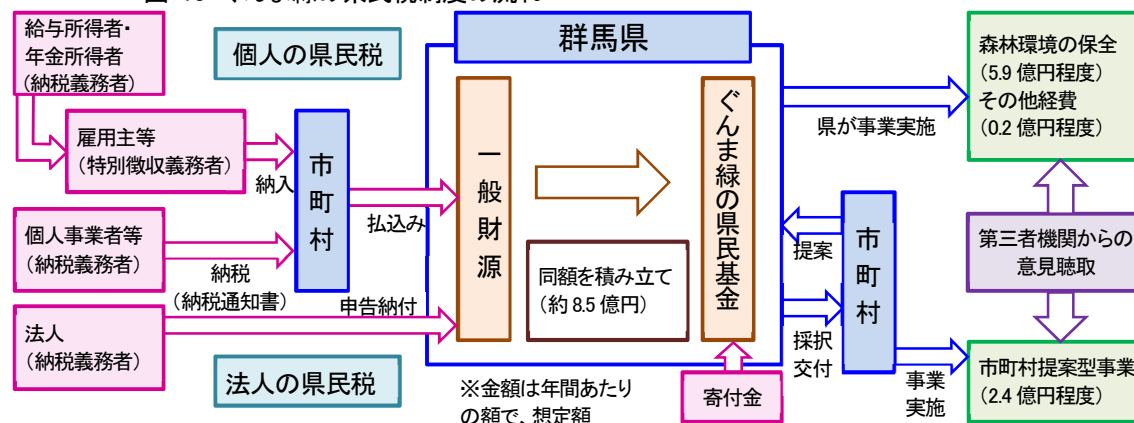 給与所得者・
年金所得者
(納税義務者)
個人の県民税
群馬県
森林環境の保全
(5.9 億円程度)
その他経費
(0.2 億円程度)
雇用主等
(特別徴収義務者)
納入
市町村
払込み
一般財源
ぐんま緑の県民基金
県が事業実施
個人事業者等
(納税義務者)
納税
(納税通知書)
申告納付
同額を積み立て
(約 8.5 億円)
提案
市町村
第三者機関からの
意見聴取
法人
(納税義務者)
採択
交付
事業
実施
市町村提案型事業
(2.4 億円程度)
法人の県民税
※金額は年間あたり
の額で、想定額
寄付金